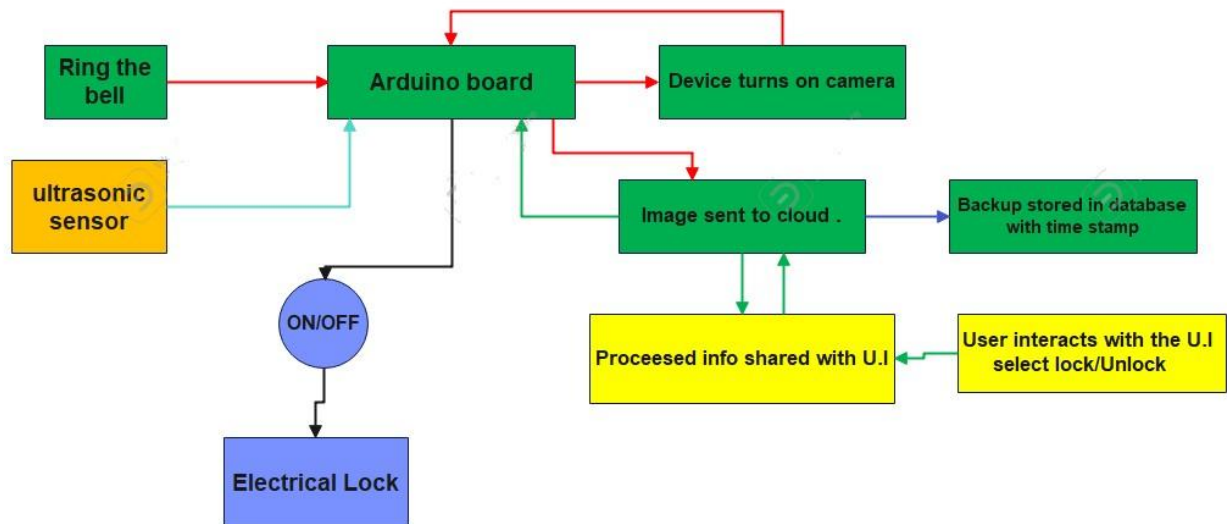 Ring the
bell
Arduino board
Device turns on camera
ultrasonic
sensor
Image sent to cloud .
Backup stored in database
with time stamp
ON/OFF
Proceesed info shared with U.I
User interacts with the U.I
select lock/Unlock
Electrical Lock